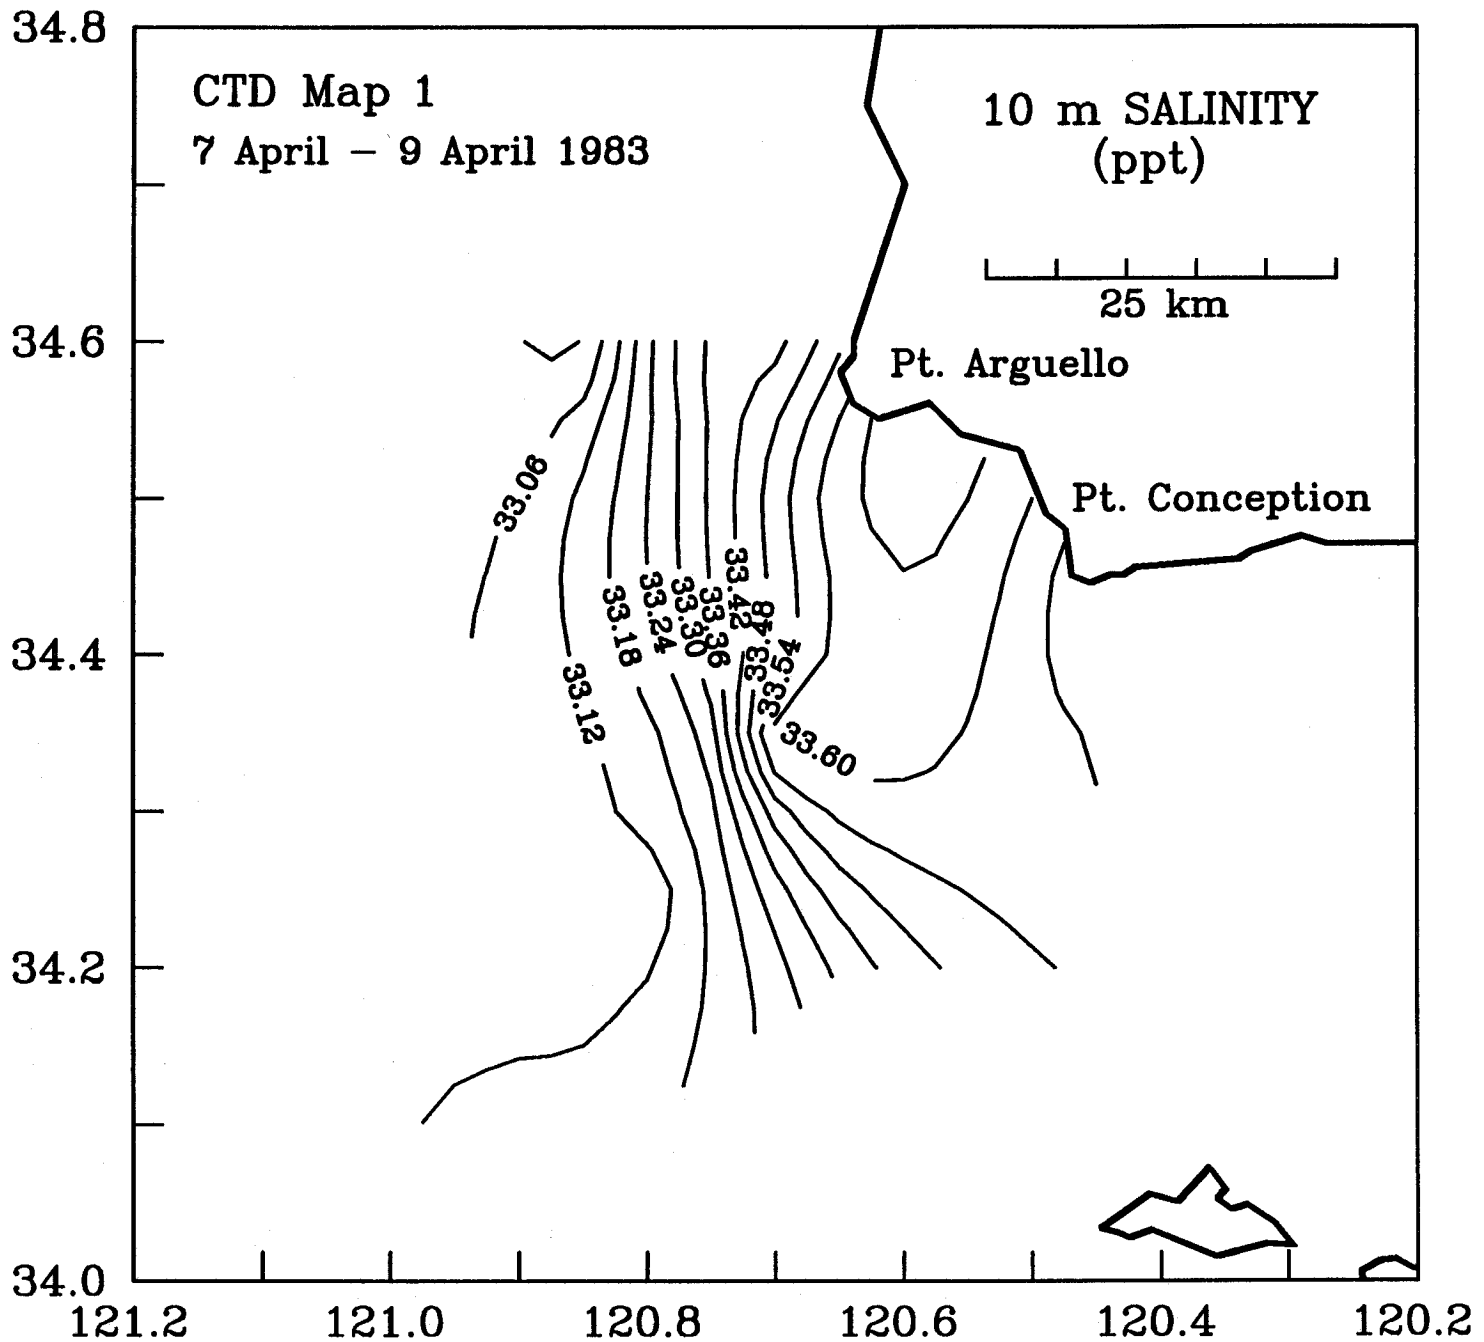 34.8
CTD Map 1
7 April – 9 April 1983
10 m SALINITY
(ppt)
25 km
34.6
Pt. Arguello
Pt. Conception
33.06
33.12
33.18
33.24
33.30
33.36
33.42
33.48
33.54
33.60
34.4
34.2
34.0
121.2 121.0 120.8 120.6 120.4 120.2